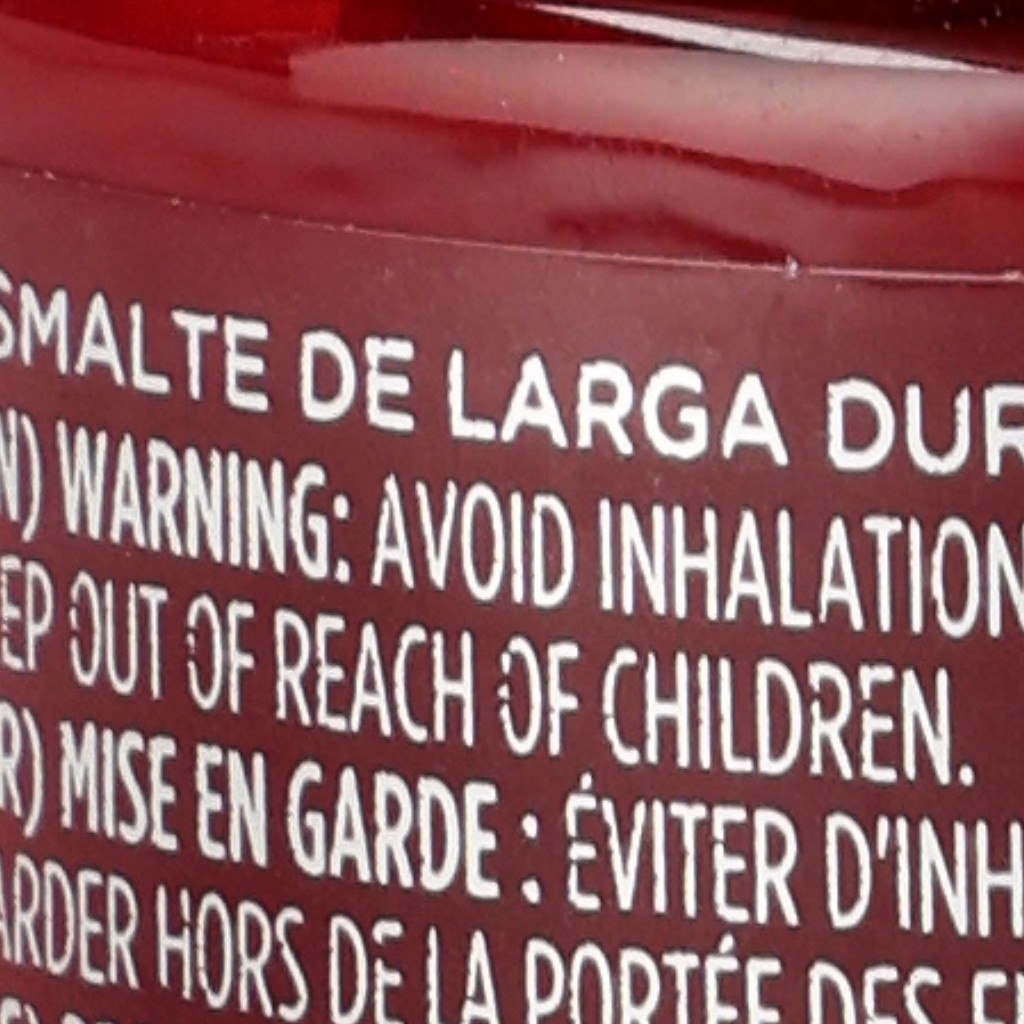 SMALTE DE LARGA DUR
N) WARNING: AVOID INHALATION
EP OUT OF REACH OF CHILDREN.
R) MISE EN GARDE : ÉVITER D'INH
ARDER HORS DE LA PORTÉE DES